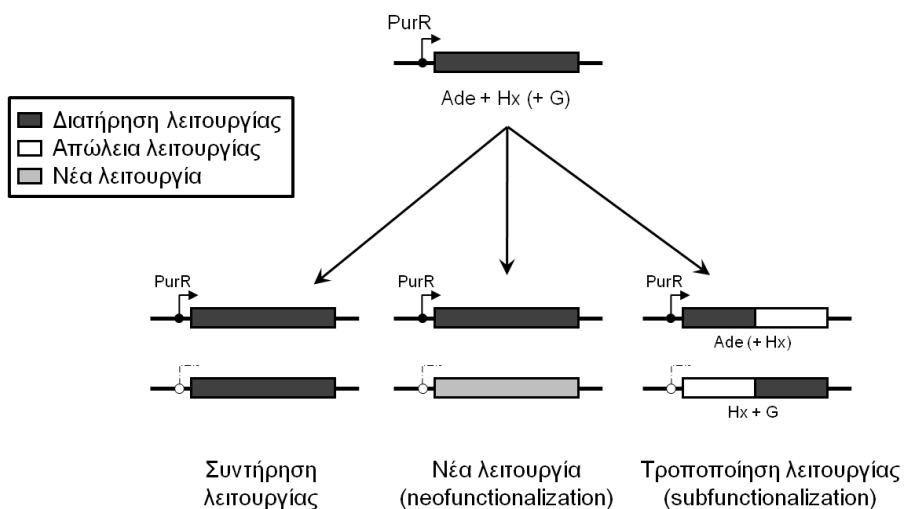 PurR
Ade + Hx (+ G)
Διατήρηση λειτουργίας
Απώλεια λειτουργίας
Νέα λειτουργία
PurR
PurR
PurR
Ade (+ Hx)
Hx + G
Συντήρηση
λειτουργίας
Νέα λειτουργία
(neofunctionalization)
Τροποποίηση λειτουργίας
(subfunctionalization)